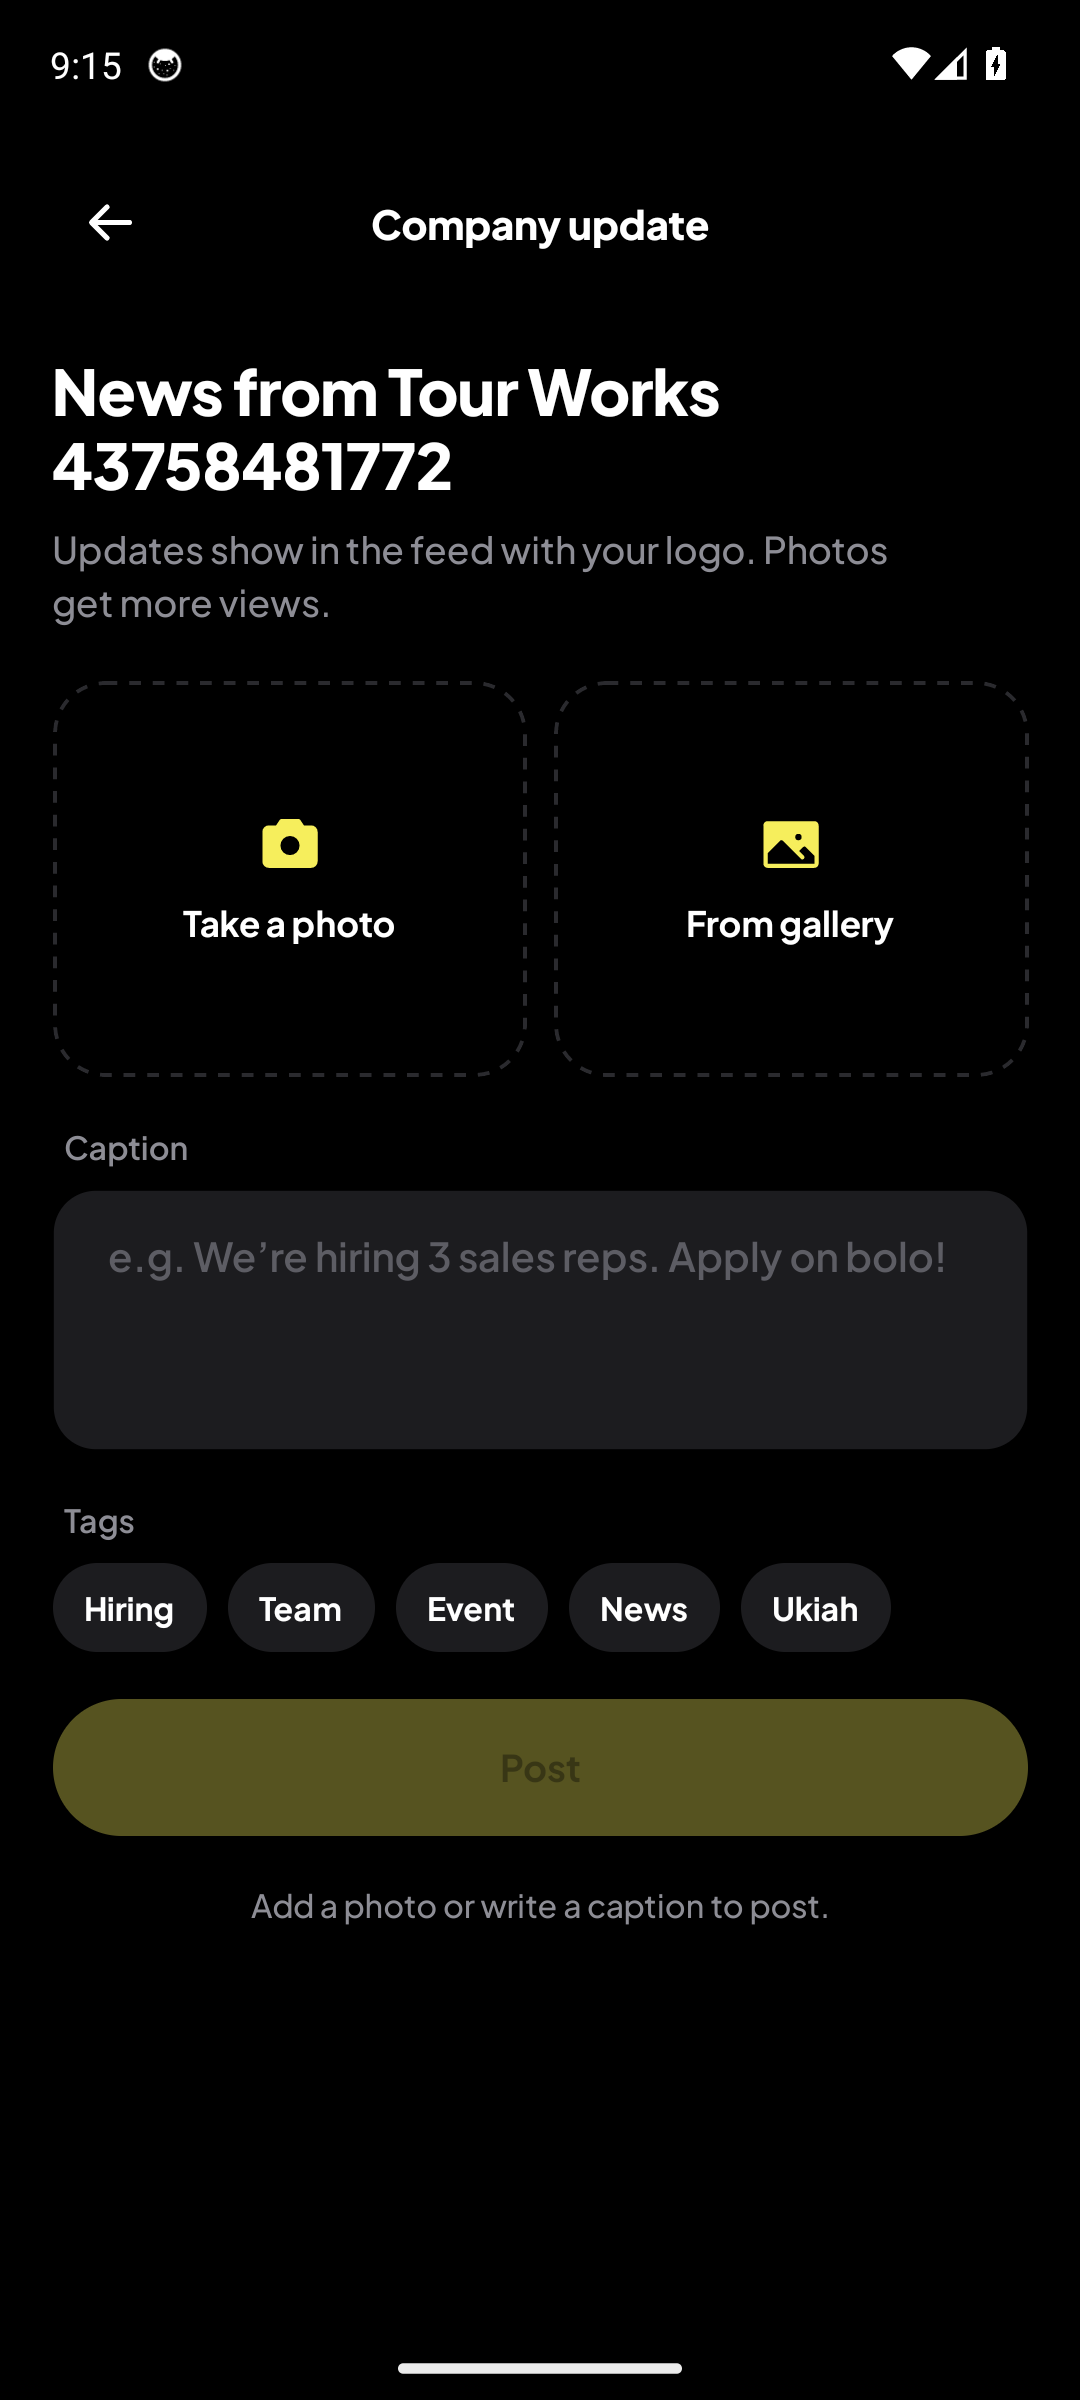 9:15
Company update
News from Tour Works
43758481772
Updates show in the feed with your logo. Photos
get more views.
Take a photo
From gallery
Caption
e.g. We’re hiring 3 sales reps. Apply on bolo!
Tags
Hiring
Team
Event
News
Ukiah
Post
Add a photo or write a caption to post.